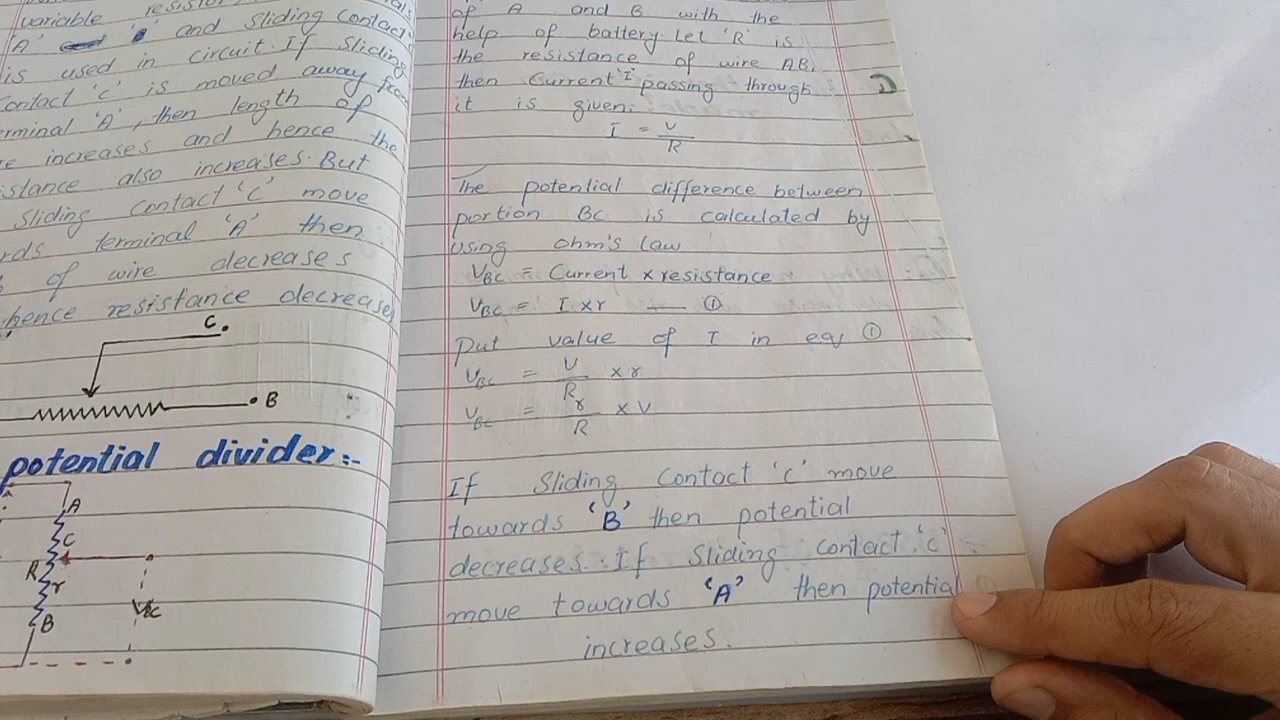 variable
'A' and Sliding Contact
is used in circuit. If Sliding
Contact 'C' is moved away from
terminal 'A', then length of
increases and hence the
also increases. But
Sliding contact 'C' move
terminal 'A' then
of wire decreases
hence resistance decrease
C.
B
potential divider:-
A
C
R
r
B
VBC
of A and B with the
help of battery. Let 'R' is
the resistance of wire AB,
then Current 'I' passing through
it is given:
I = V/R
The potential difference between
portion BC is calculated by
using ohm's law
VBC = Current × resistance
VBC = I × r — ①
Put value of I in eq ①
VBC = V/R × r
VBC = r/R × V
If Sliding Contact 'C' move
towards 'B' then potential
decreases. If Sliding contact 'C'
move towards 'A' then potential
increases.